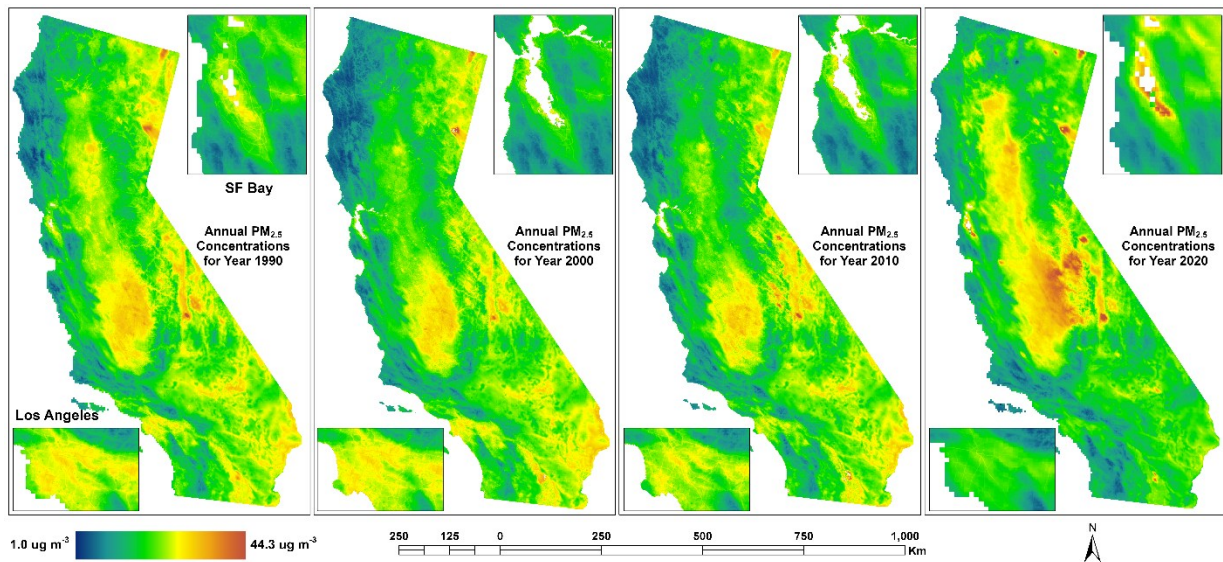 SF Bay
Annual PM2.5
Concentrations
for Year 1990
Los Angeles
Annual PM2.5
Concentrations
for Year 2000
Annual PM2.5
Concentrations
for Year 2010
Annual PM2.5
Concentrations
for Year 2020
1.0 ug m-3 44.3 ug m-3
250 125 0 250 500 750 1,000
Km
N